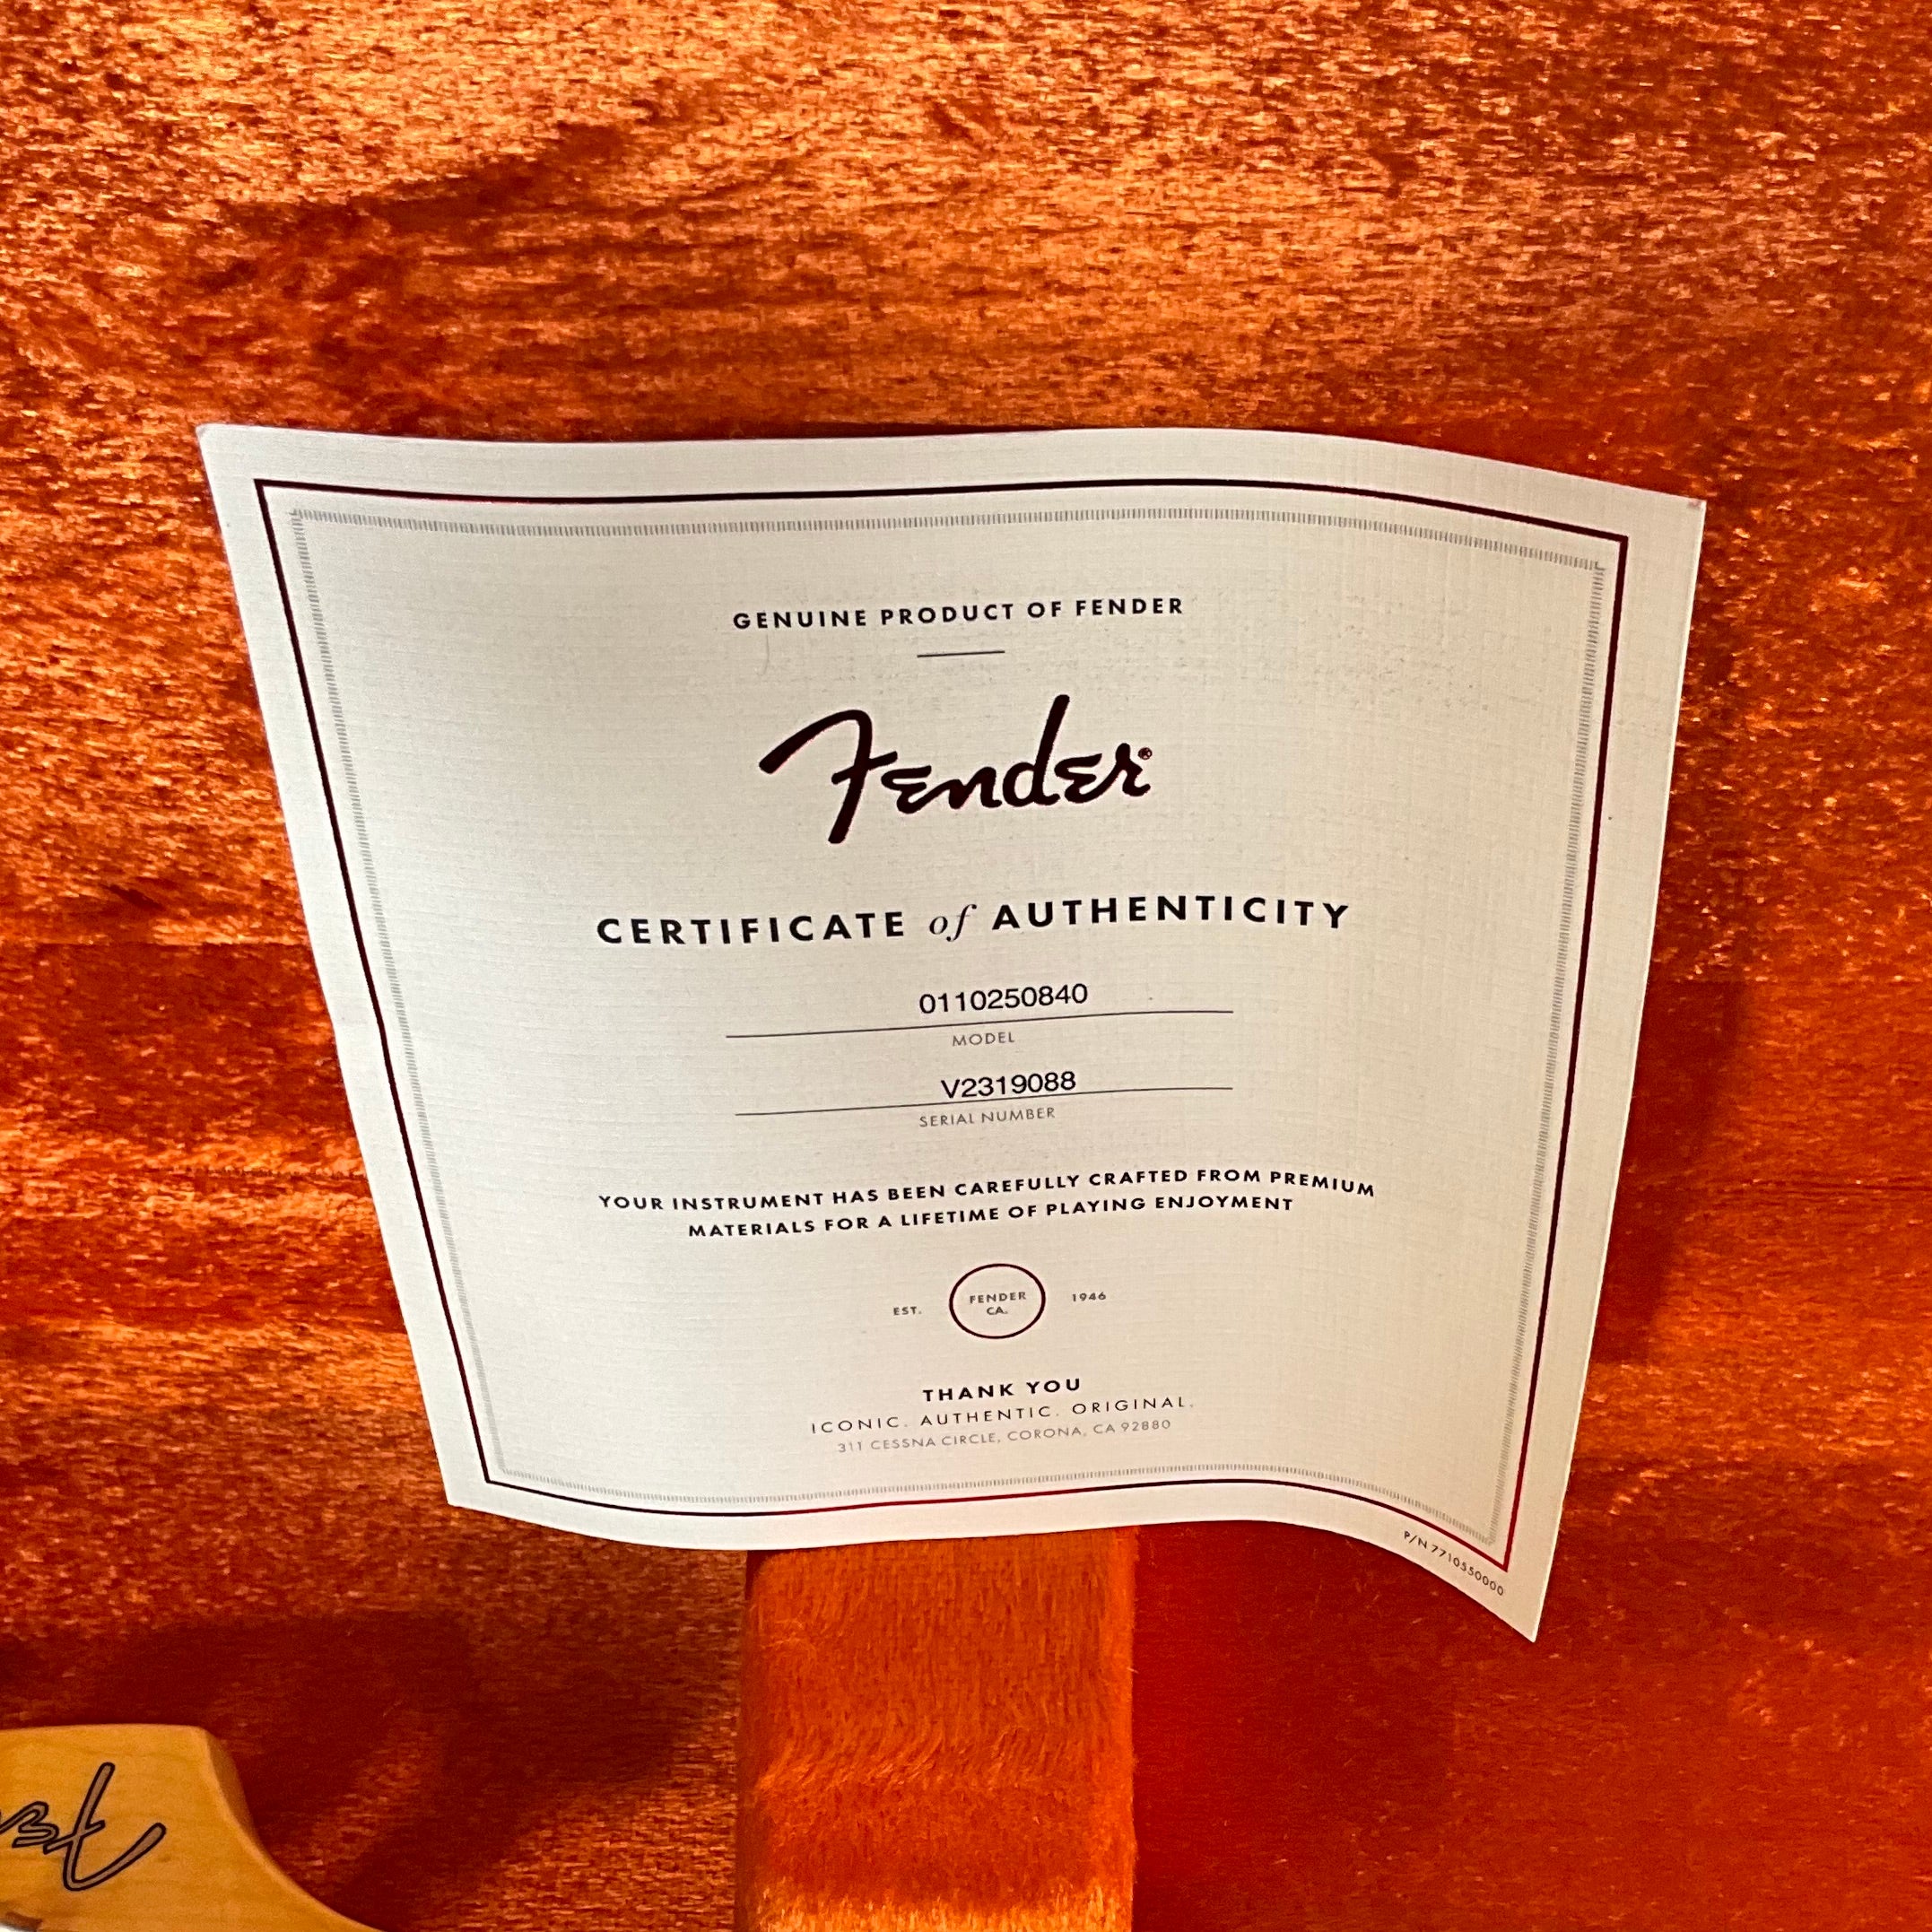 GENUINE PRODUCT OF FENDER
Fender®
CERTIFICATE of AUTHENTICITY
0110250840
MODEL
V2319088
SERIAL NUMBER
YOUR INSTRUMENT HAS BEEN CAREFULLY CRAFTED FROM PREMIUM
MATERIALS FOR A LIFETIME OF PLAYING ENJOYMENT
EST. FENDER CA. 1946
THANK YOU
ICONIC. AUTHENTIC. ORIGINAL.
311 CESSNA CIRCLE, CORONA, CA 92880
P/N 7710550000